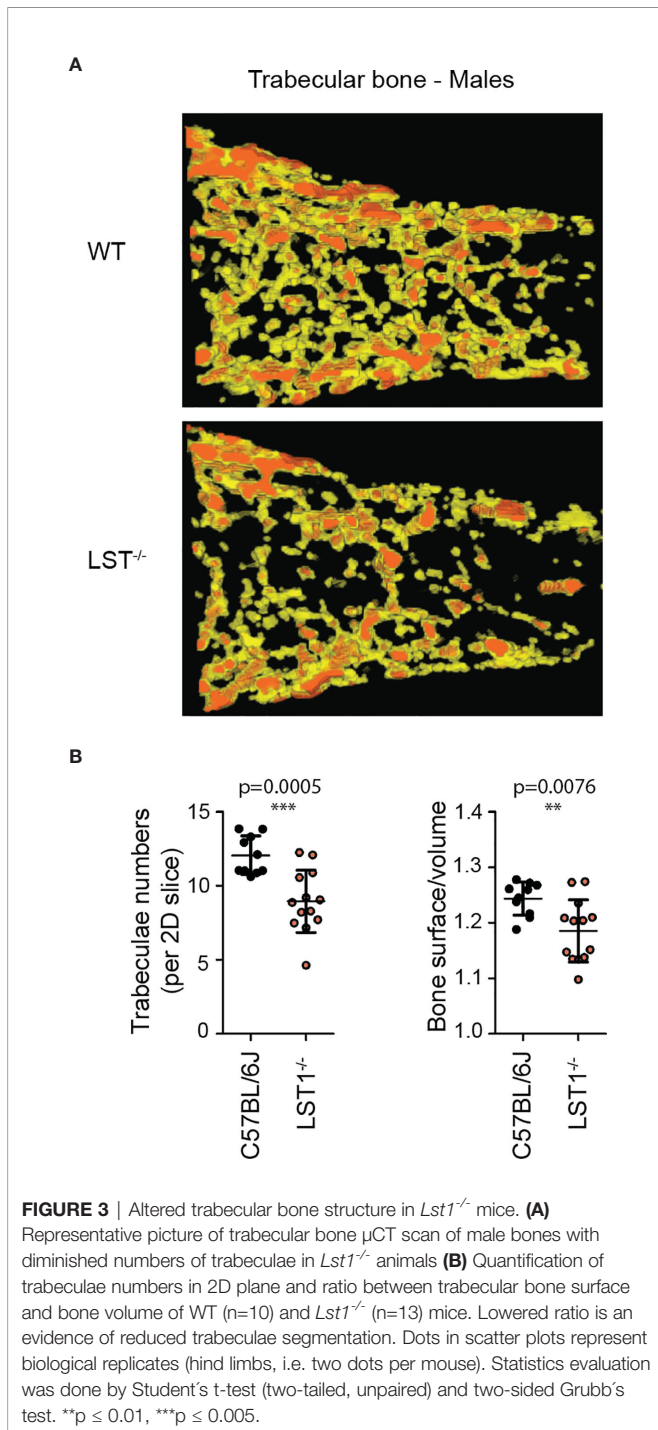 A
Trabecular bone - Males
WT
LST-/-
B
p=0.0005
***
Trabeculae numbers
(per 2D slice)
15
10
5
0
C57BL/6J
LST1-/-
p=0.0076
**
Bone surface/volume
1.4
1.3
1.2
1.1
1.0
C57BL/6J
LST1-/-
FIGURE 3 | Altered trabecular bone structure in Lst1-/- mice. (A)
Representative picture of trabecular bone µCT scan of male bones with
diminished numbers of trabeculae in Lst1-/- animals (B) Quantification of
trabeculae numbers in 2D plane and ratio between trabecular bone surface
and bone volume of WT (n=10) and Lst1-/- (n=13) mice. Lowered ratio is an
evidence of reduced trabeculae segmentation. Dots in scatter plots represent
biological replicates (hind limbs, i.e. two dots per mouse). Statistics evaluation
was done by Student´s t-test (two-tailed, unpaired) and two-sided Grubb´s
test. **p ≤ 0.01, ***p ≤ 0.005.